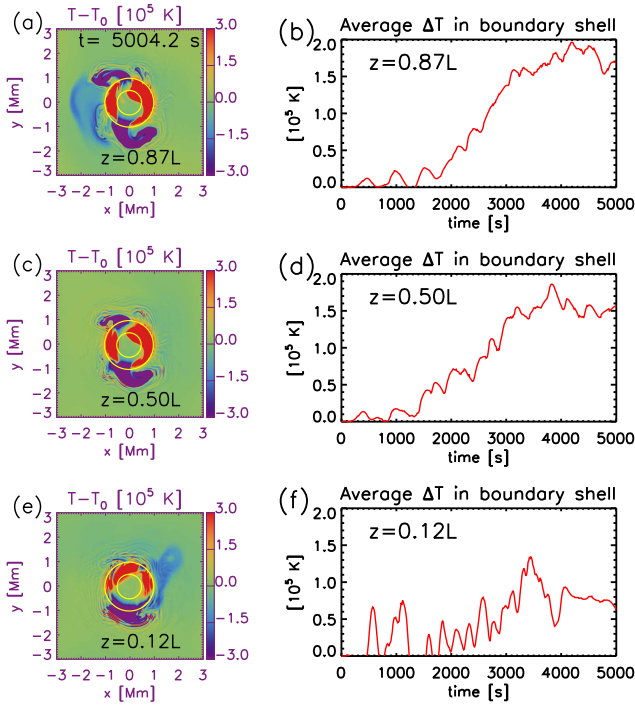 (a)
T−T₀ [10⁵ K]
t= 5004.2 s
z=0.87L
y [Mm]
3
2
1
0
−1
−2
−3
−3 −2 −1 0 1 2 3
x [Mm]
3.0
1.5
0.0
−1.5
−3.0
(b)
Average ΔT in boundary shell
z=0.87L
[10⁵ K]
2.0
1.5
1.0
0.5
0.0
0 1000 2000 3000 4000 5000
time [s]
(c)
T−T₀ [10⁵ K]
z=0.50L
y [Mm]
3
2
1
0
−1
−2
−3
−3 −2 −1 0 1 2 3
x [Mm]
3.0
1.5
0.0
−1.5
−3.0
(d)
Average ΔT in boundary shell
z=0.50L
[10⁵ K]
2.0
1.5
1.0
0.5
0.0
0 1000 2000 3000 4000 5000
time [s]
(e)
T−T₀ [10⁵ K]
z=0.12L
y [Mm]
3
2
1
0
−1
−2
−3
−3 −2 −1 0 1 2 3
x [Mm]
3.0
1.5
0.0
−1.5
−3.0
(f)
Average ΔT in boundary shell
z=0.12L
[10⁵ K]
2.0
1.5
1.0
0.5
0.0
0 1000 2000 3000 4000 5000
time [s]